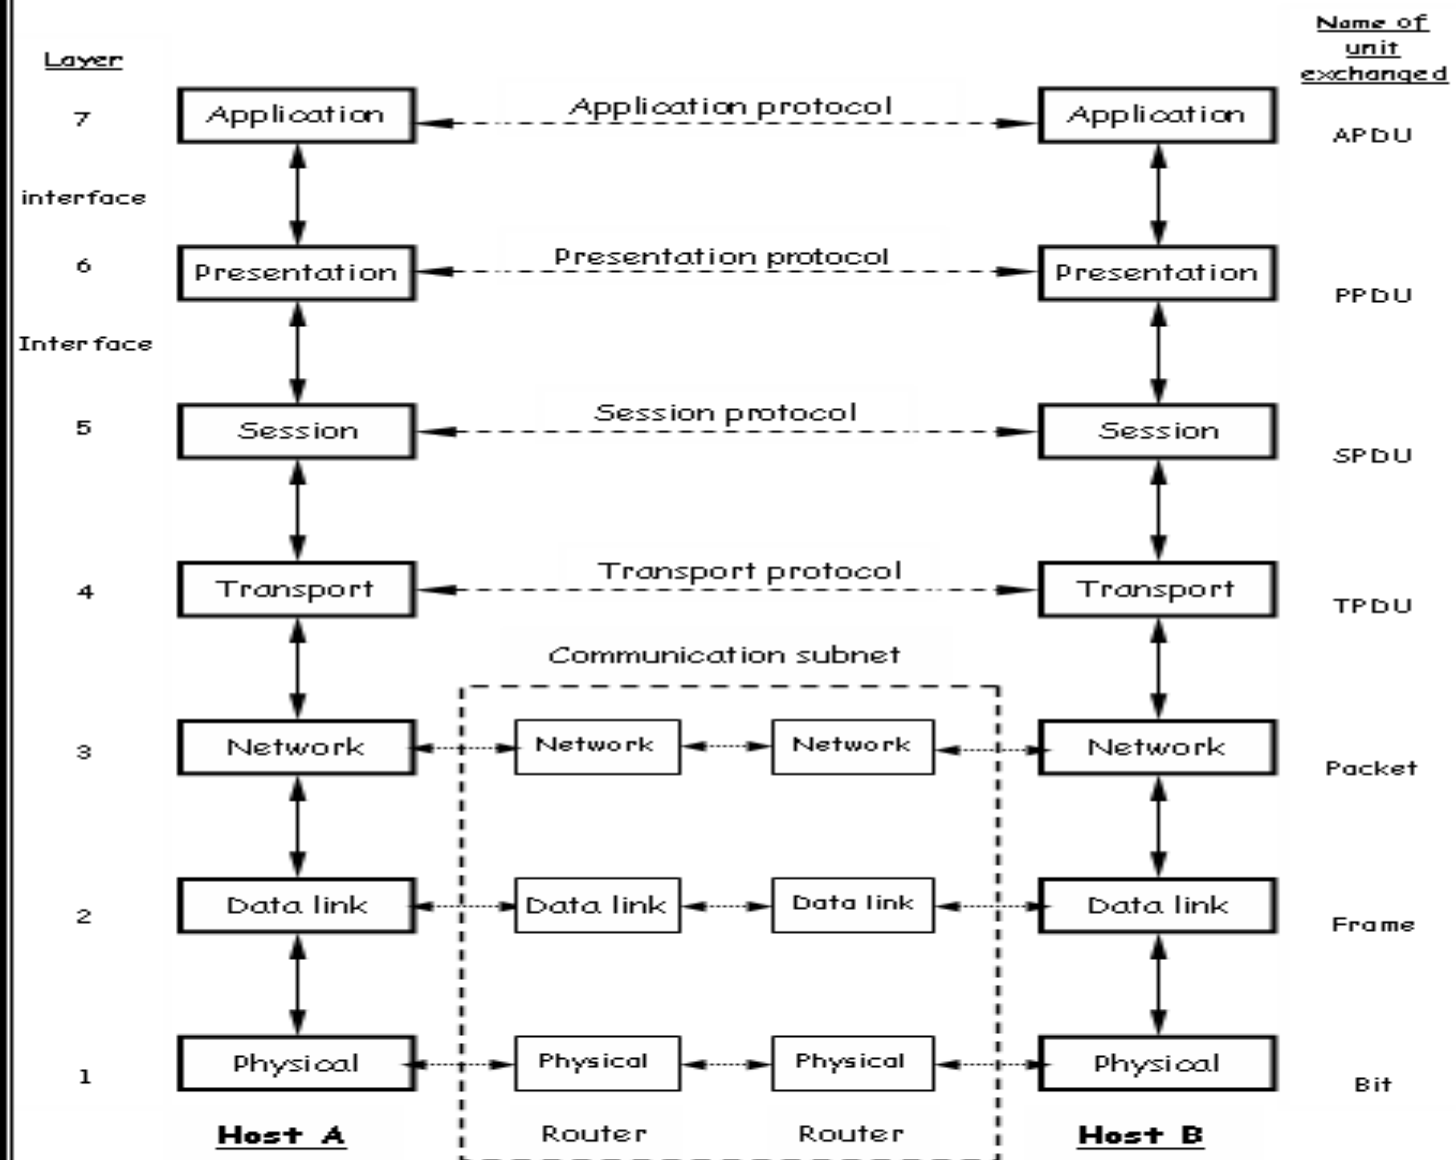 Name of
unit
exchanged
Layer
7
Application
Application protocol
Application
APDU
interface
6
Presentation
Presentation protocol
Presentation
PPDU
Interface
5
Session
Session protocol
Session
SPDU
4
Transport
Transport protocol
Transport
TPDU
Communication subnet
3
Network
Network
Network
Network
Packet
2
Data link
Data link
Data link
Data link
Frame
1
Physical
Physical
Physical
Physical
Bit
Host A
Router
Router
Host B